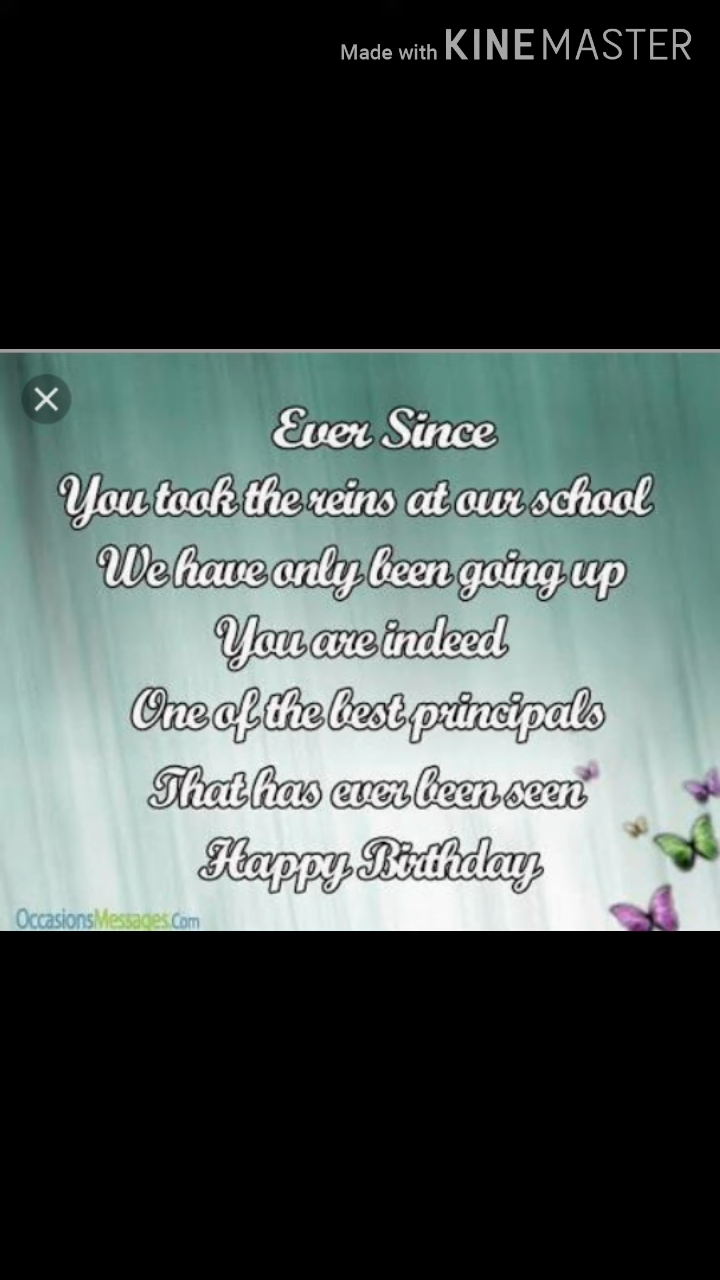 Made with KINEMASTER
Ever Since
You took the reins at our school
We have only been going up
You are indeed
One of the best principals
That has ever been seen
Happy Birthday
OccasionsMessages.Com